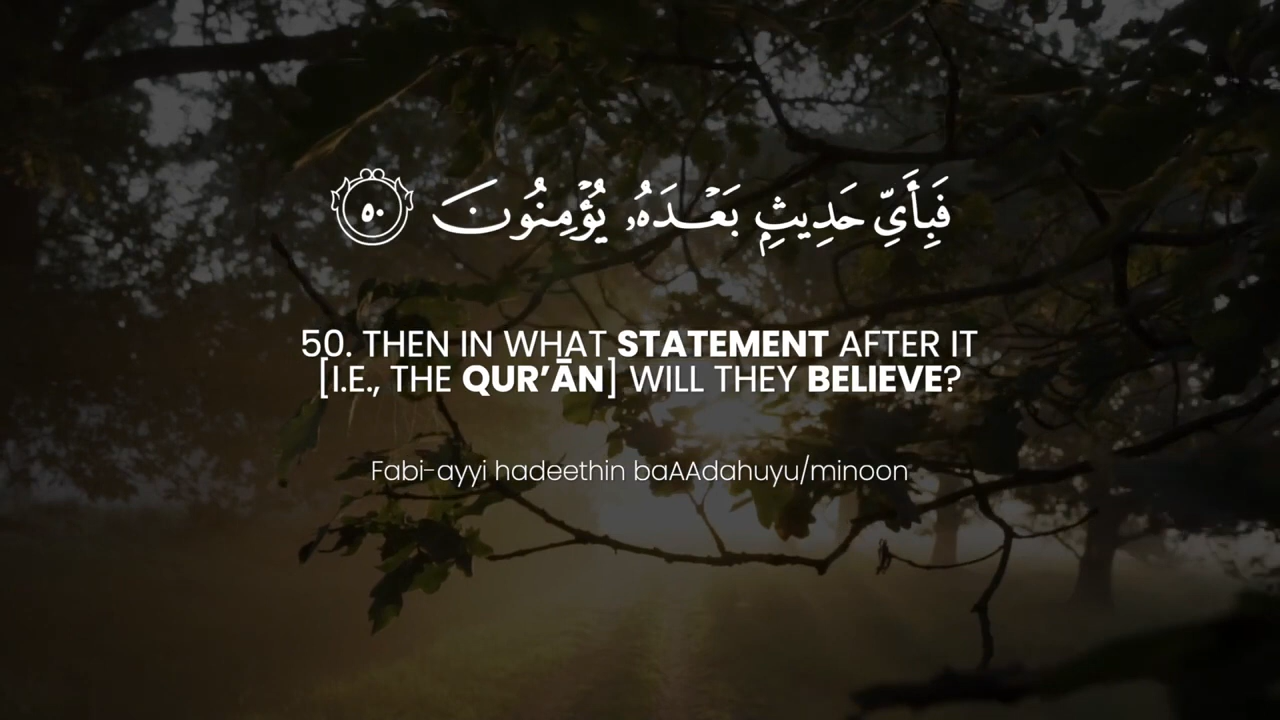 فَبِأَيِّ حَدِيثِۭ بَعۡدَهُۥ يُؤۡمِنُونَ ٥٠
50. THEN IN WHAT STATEMENT AFTER IT
[I.E., THE QUR’ĀN] WILL THEY BELIEVE?
Fabi-ayyi hadeethin baAAdahuyu/minoon